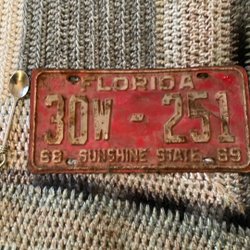 FLORIDA
30W-251
68 SUNSHINE STATE 69